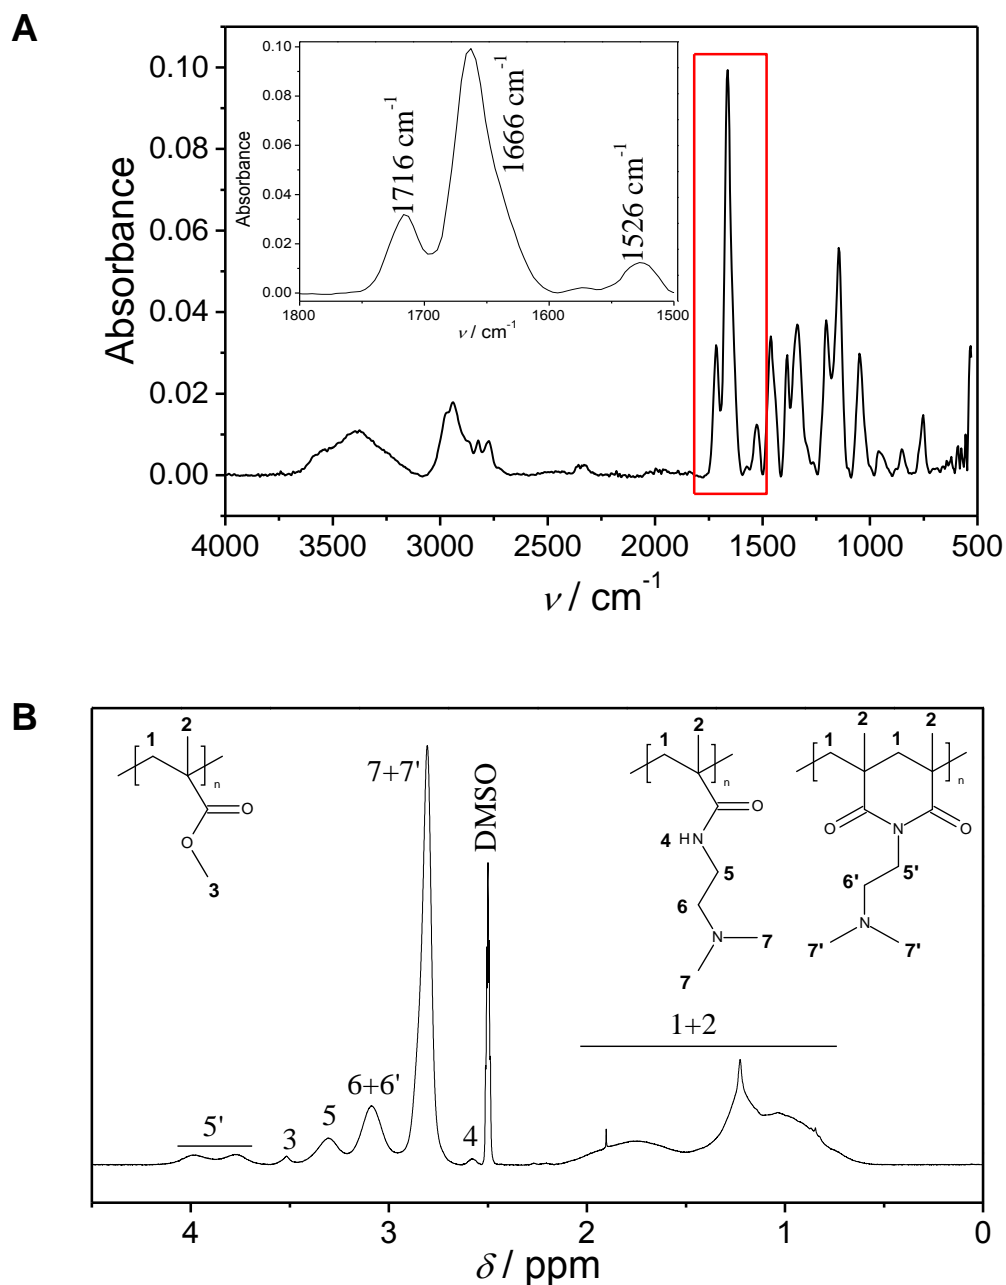 A
0.10
0.08
0.06
0.04
0.02
0.00
Absorbance
4000 3500 3000 2500 2000 1500 1000 500
ν / cm-1
0.10
0.08
0.06
0.04
0.02
0.00
Absorbance
1716 cm-1
1666 cm-1
1526 cm-1
1800 1700 1600 1500
ν / cm-1
B
1 2
n
O
O
3
7+7'
DMSO
1 2
n
O
4 HN
5
6
N 7
7
2 2
1 1
n
O N O
6' 5'
N
7' 7'
1+2
6+6'
5
5' 3
4
4 3 2 1 0
δ / ppm